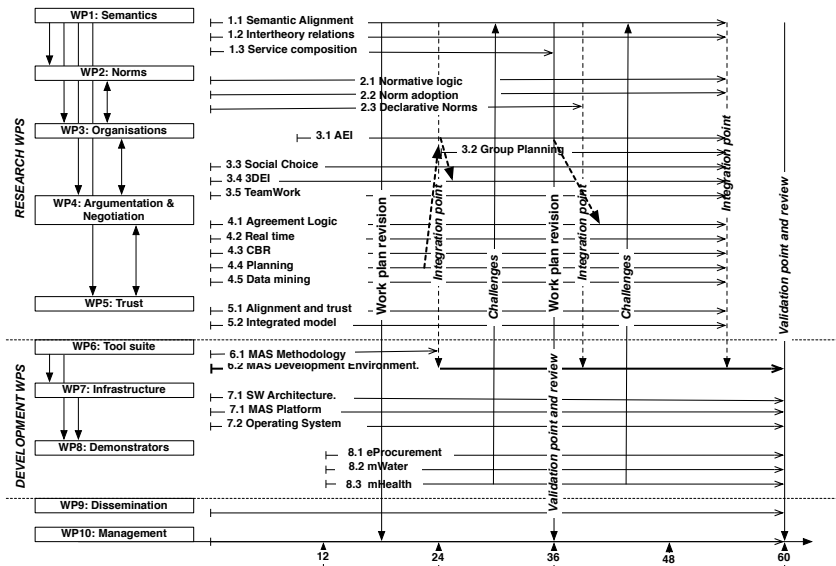 WP1: Semantics
1.1 Semantic Alignment
1.2 Intertheory relations
1.3 Service composition
WP2: Norms
2.1 Normative logic
2.2 Norm adoption
2.3 Declarative Norms
WP3: Organisations
3.1 AEI
3.2 Group Planning
3.3 Social Choice
3.4 3DEI
3.5 TeamWork
WP4: Argumentation &
Negotiation
4.1 Agreement Logic
4.2 Real time
4.3 CBR
4.4 Planning
4.5 Data mining
WP5: Trust
5.1 Alignment and trust
5.2 Integrated model
RESEARCH WPS
Work plan revision
Integration point
Challenges
Work plan revision
Integration point
Challenges
Integration point
Validation point and review
WP6: Tool suite
6.1 MAS Methodology
6.2 MAS Development Environment.
WP7: Infrastructure
7.1 SW Architecture.
7.1 MAS Platform
7.2 Operating System
WP8: Demonstrators
8.1 eProcurement
8.2 mWater
8.3 mHealth
DEVELOPMENT WPS
Validation point and review
WP9: Dissemination
WP10: Management
12
24
36
48
60